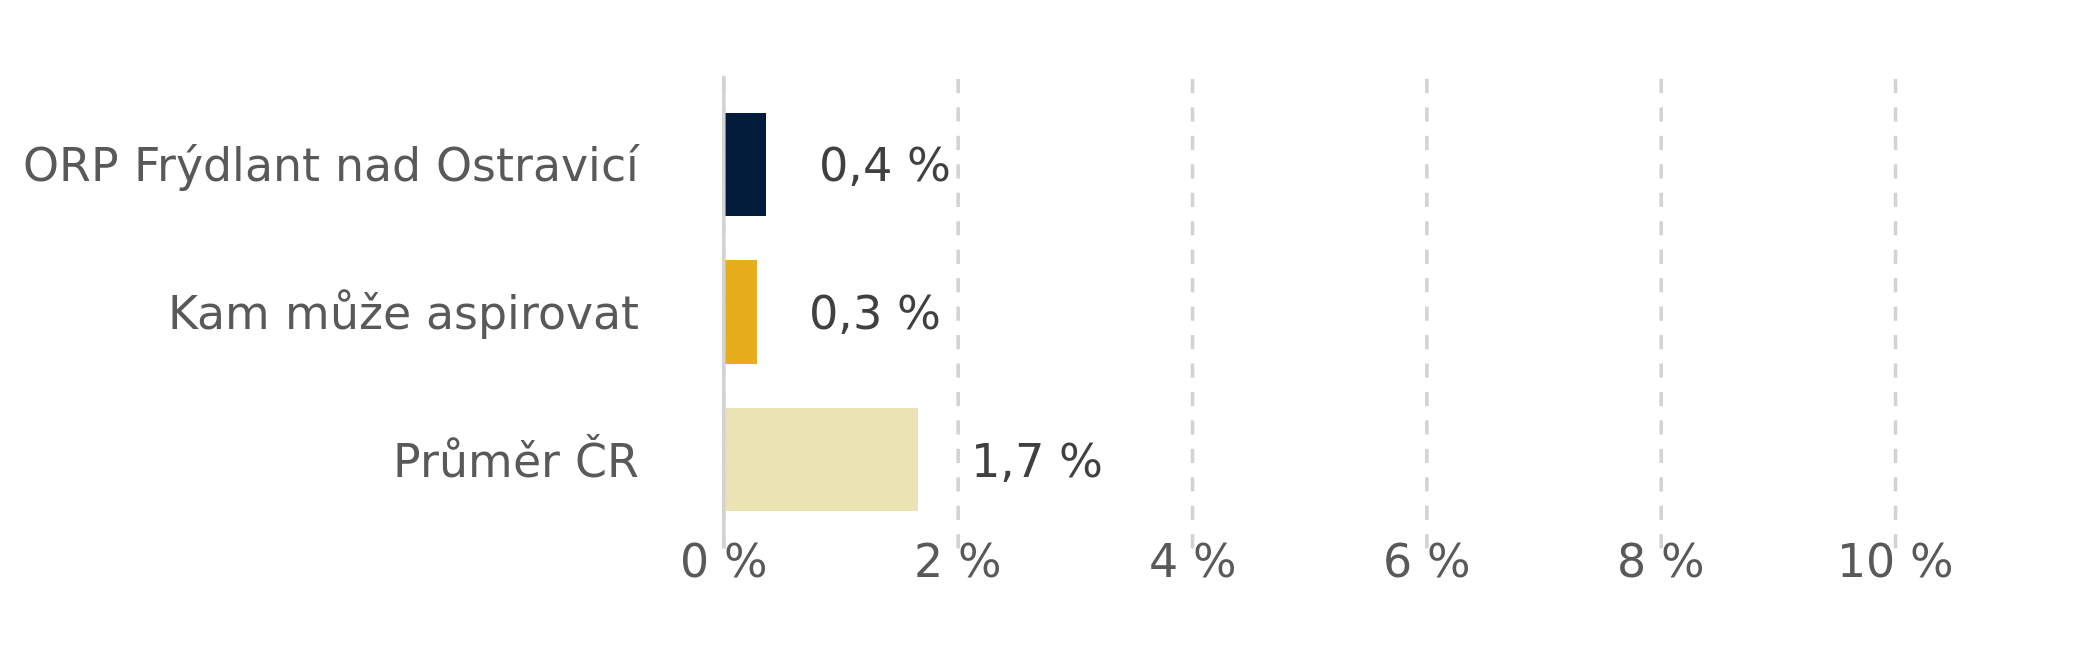 ORP Frýdlant nad Ostravicí 0,4 %
Kam může aspirovat 0,3 %
Průměr ČR 1,7 %
0 % 2 % 4 % 6 % 8 % 10 %